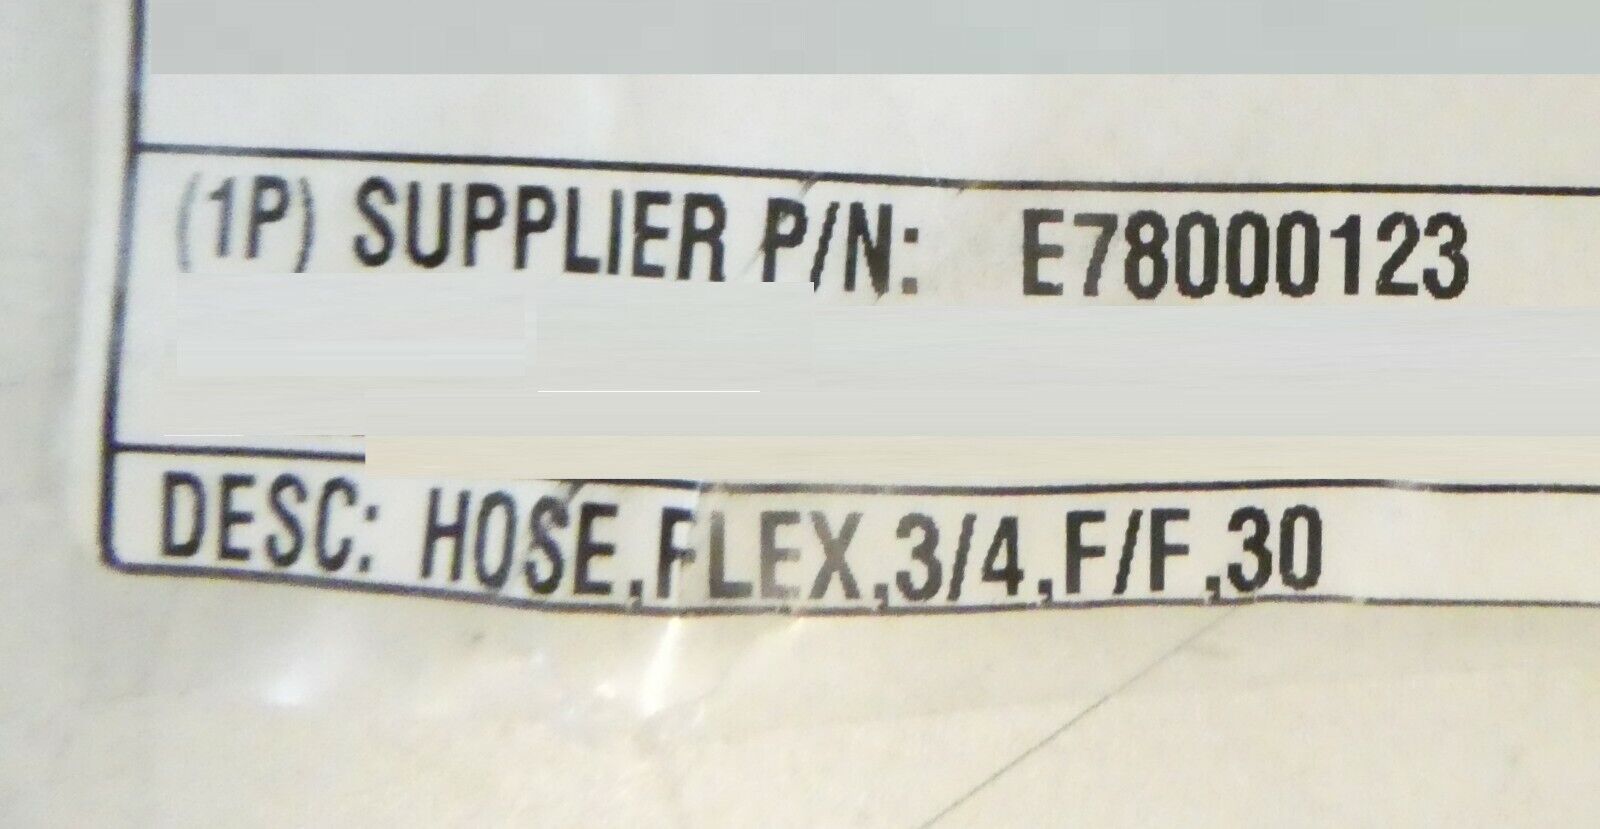 (1P) SUPPLIER P/N: E78000123
DESC: HOSE,FLEX,3/4,F/F,30